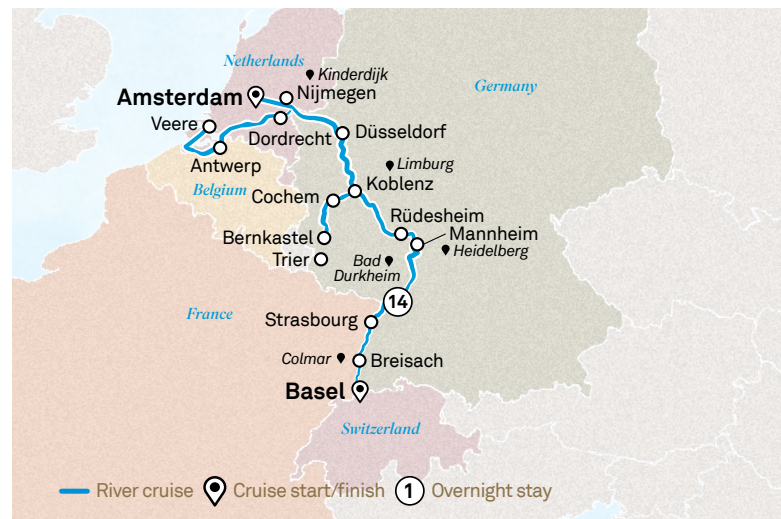 Netherlands
Kinderdijk
Germany
Amsterdam
Nijmegen
Veere
Dordrecht
Düsseldorf
Antwerp
Limburg
Belgium
Koblenz
Cochem
Rüdesheim
Bernkastel
Mannheim
Trier
Bad
Durkheim
Heidelberg
14
France
Strasbourg
Colmar
Breisach
Basel
Switzerland
River cruise
Cruise start/finish
1 Overnight stay